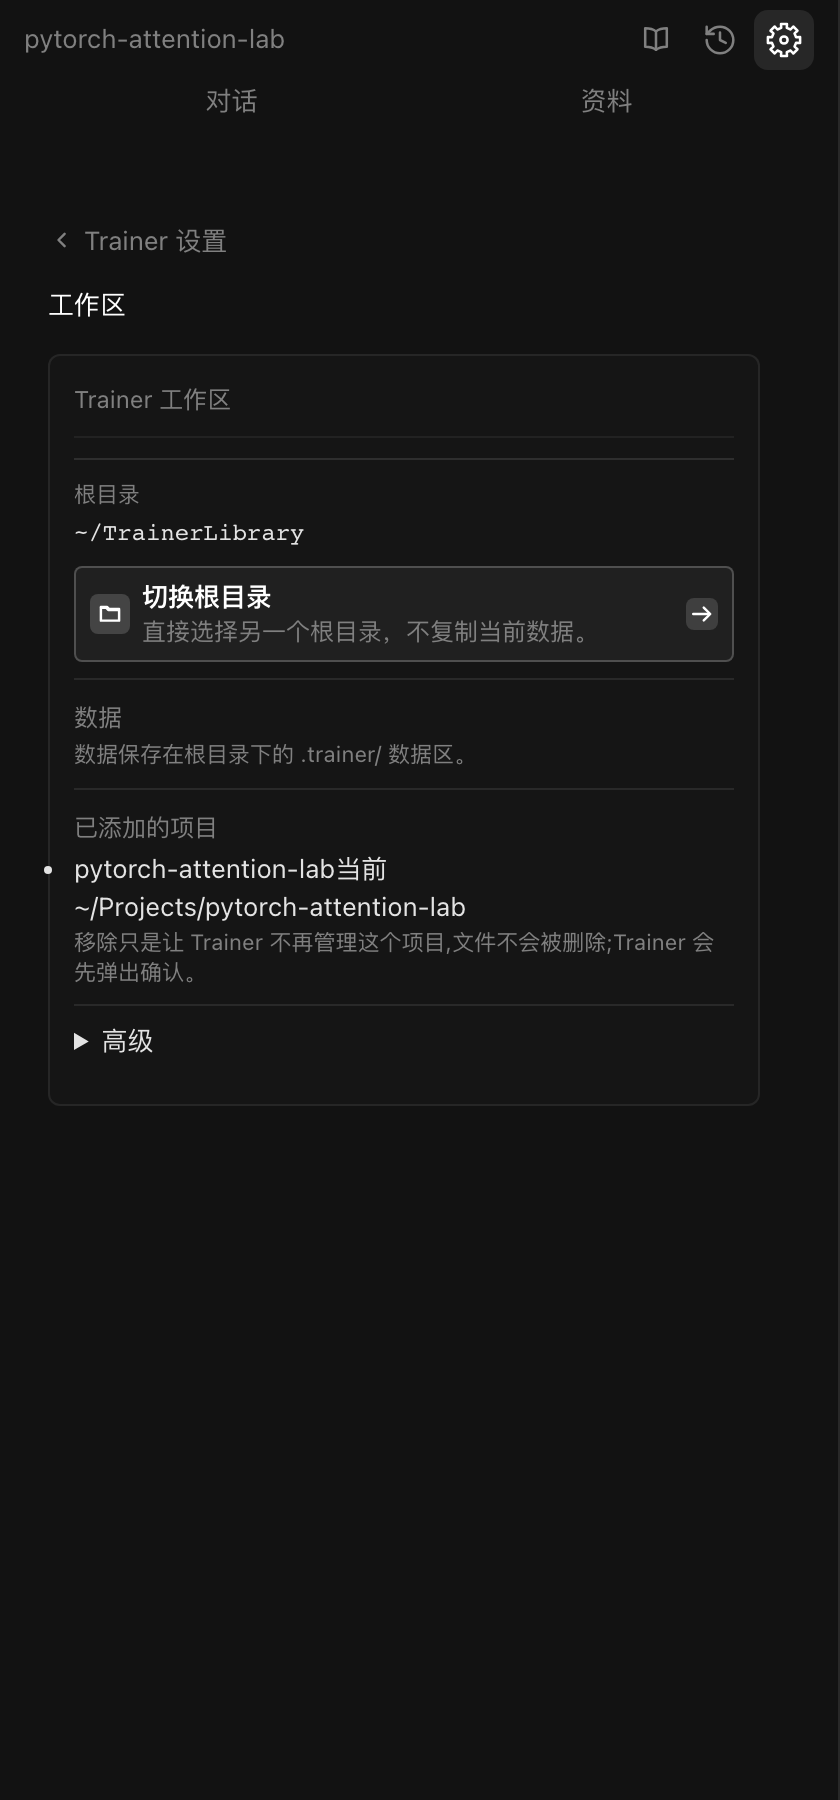 pytorch-attention-lab
对话
资料
Trainer 设置
工作区
Trainer 工作区
根目录
~/TrainerLibrary
切换根目录
直接选择另一个根目录，不复制当前数据。
数据
数据保存在根目录下的 .trainer/ 数据区。
已添加的项目
pytorch-attention-lab当前
~/Projects/pytorch-attention-lab
移除只是让 Trainer 不再管理这个项目,文件不会被删除;Trainer 会
先弹出确认。
高级